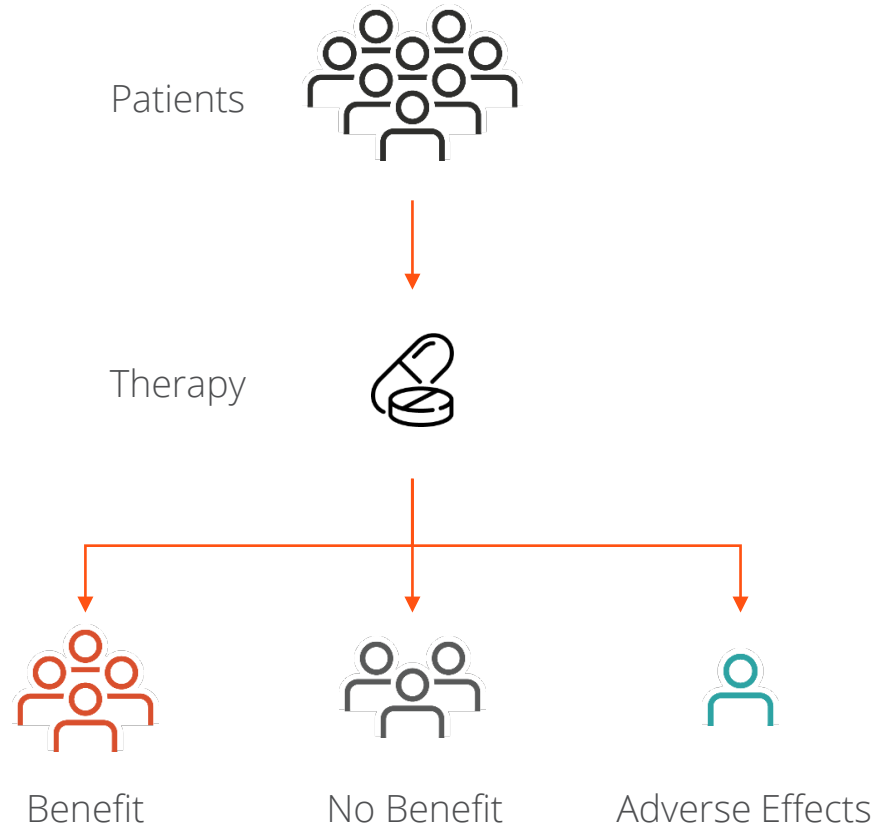 Patients
Therapy
Benefit
No Benefit
Adverse Effects